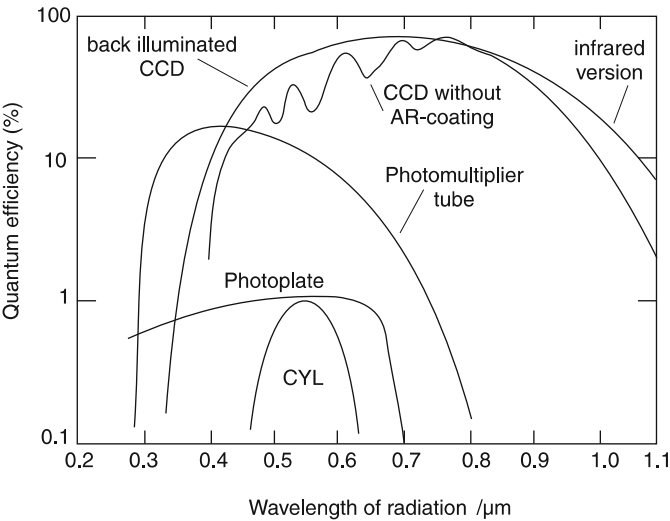 100
back illuminated
CCD
infrared
version
CCD without
AR-coating
10
Photomultiplier
tube
Quantum efficiency (%)
Photoplate
1
CYL
0.1
0.2 0.3 0.4 0.5 0.6 0.7 0.8 0.9 1.0 1.1
Wavelength of radiation /µm